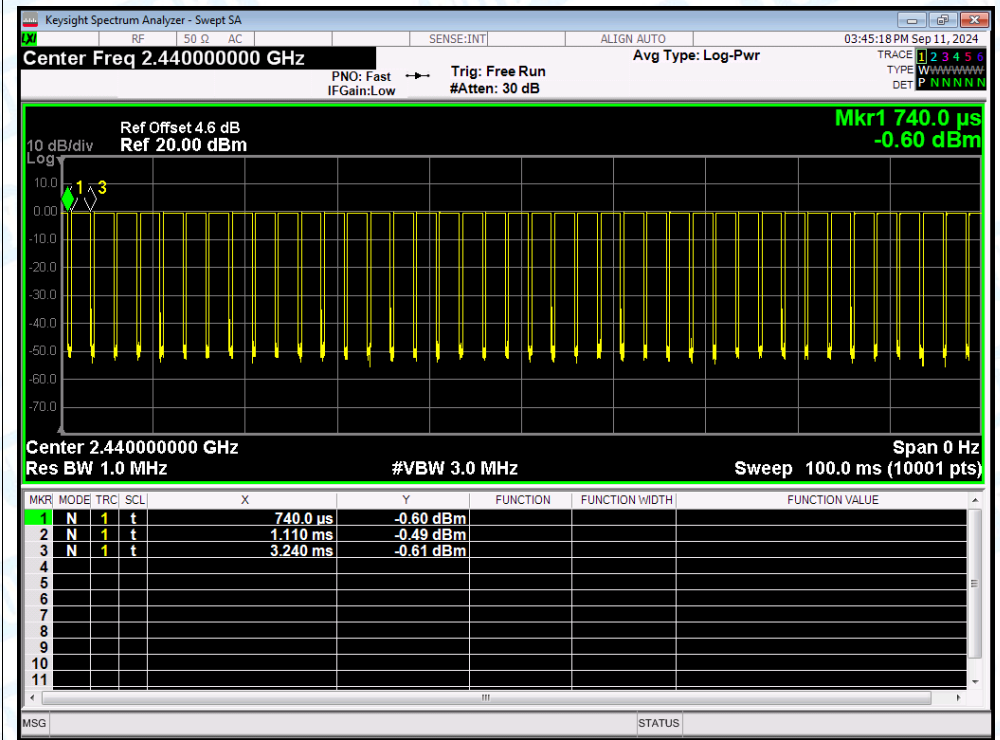 Keysight Spectrum Analyzer - Swept SA
LXI RF 50 Ω AC SENSE:INT ALIGN AUTO 03:45:18 PM Sep 11, 2024
Center Freq 2.440000000 GHz
PNO: Fast
IFGain:Low
Trig: Free Run
#Atten: 30 dB
Avg Type: Log-Pwr
TRACE 1 2 3 4 5 6
TYPE W W W W W W
DET P N N N N N
Mkr1 740.0 µs
-0.60 dBm
Ref Offset 4.6 dB
10 dB/div Ref 20.00 dBm
Log
10.0
0.00
-10.0
-20.0
-30.0
-40.0
-50.0
-60.0
-70.0
1 3
Center 2.440000000 GHz Span 0 Hz
Res BW 1.0 MHz #VBW 3.0 MHz Sweep 100.0 ms (10001 pts)
MKR MODE TRC SCL X Y FUNCTION FUNCTION WIDTH FUNCTION VALUE
1 N 1 t 740.0 µs -0.60 dBm
2 N 1 t 1.110 ms -0.49 dBm
3 N 1 t 3.240 ms -0.61 dBm
4
5
6
7
8
9
10
11
MSG STATUS